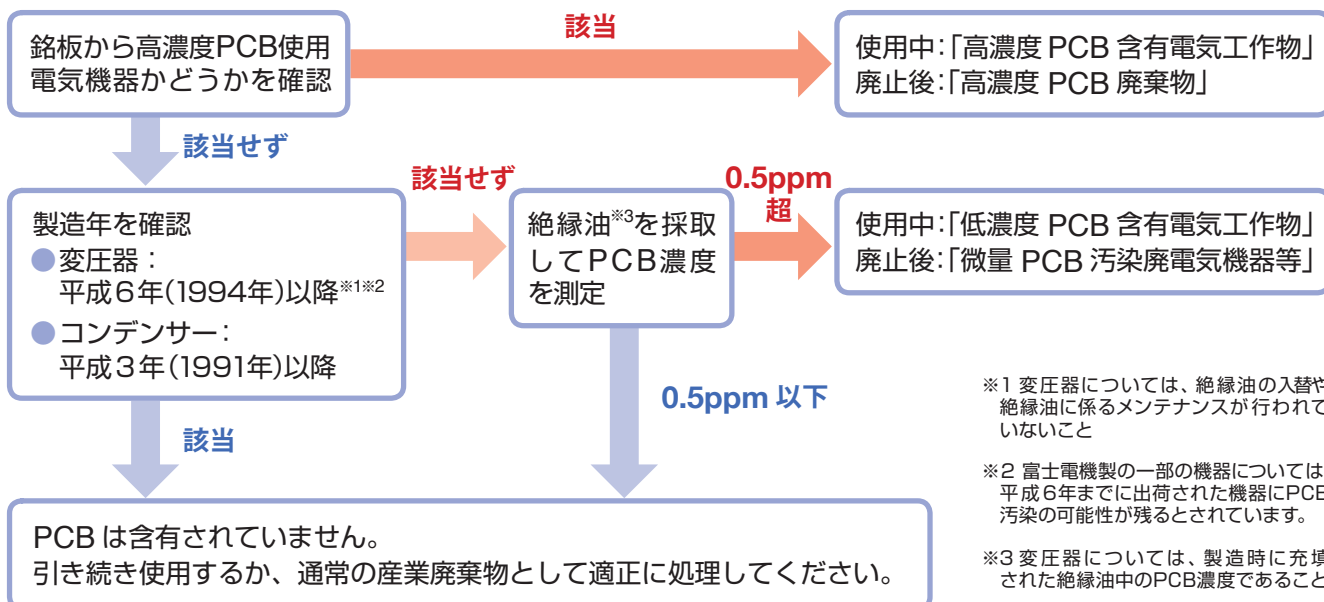 銘板から高濃度PCB使用
電気機器かどうかを確認
該当
使用中:「高濃度 PCB 含有電気工作物」
廃止後:「高濃度 PCB 廃棄物」
該当せず
製造年を確認
●変圧器:
平成6年(1994年)以降※1※2
●コンデンサー:
平成3年(1991年)以降
該当せず
絶縁油※3を採取
してPCB濃度
を測定
0.5ppm
超
使用中:「低濃度 PCB 含有電気工作物」
廃止後:「微量 PCB 汚染廃電気機器等」
該当
0.5ppm 以下
PCB は含有されていません。
引き続き使用するか、通常の産業廃棄物として適正に処理してください。
※1 変圧器については、絶縁油の入替や
絶縁油に係るメンテナンスが行われて
いないこと
※2 富士電機製の一部の機器については
平成6年までに出荷された機器にPCB
汚染の可能性が残るとされています。
※3 変圧器については、製造時に充填
された絶縁油中のPCB濃度であること